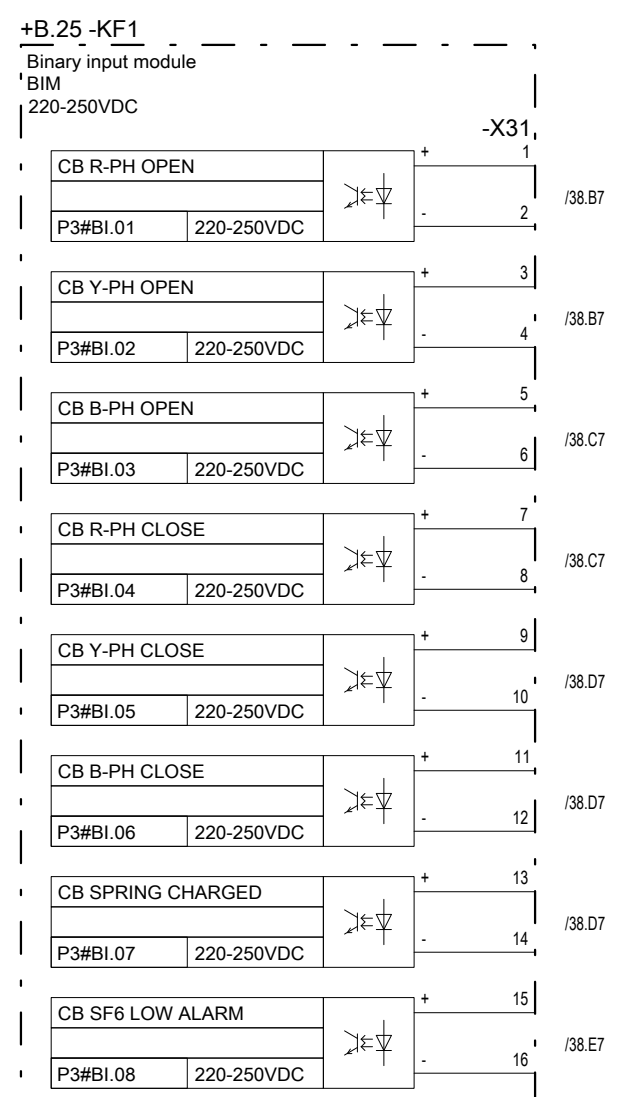 +B.25 -KF1
Binary input module
BIM
220-250VDC
-X31
CB R-PH OPEN
+ 1
/38.B7
P3#BI.01 220-250VDC - 2
CB Y-PH OPEN
+ 3
/38.B7
P3#BI.02 220-250VDC - 4
CB B-PH OPEN
+ 5
/38.C7
P3#BI.03 220-250VDC - 6
CB R-PH CLOSE
+ 7
/38.C7
P3#BI.04 220-250VDC - 8
CB Y-PH CLOSE
+ 9
/38.D7
P3#BI.05 220-250VDC - 10
CB B-PH CLOSE
+ 11
/38.D7
P3#BI.06 220-250VDC - 12
CB SPRING CHARGED
+ 13
/38.D7
P3#BI.07 220-250VDC - 14
CB SF6 LOW ALARM
+ 15
/38.E7
P3#BI.08 220-250VDC - 16